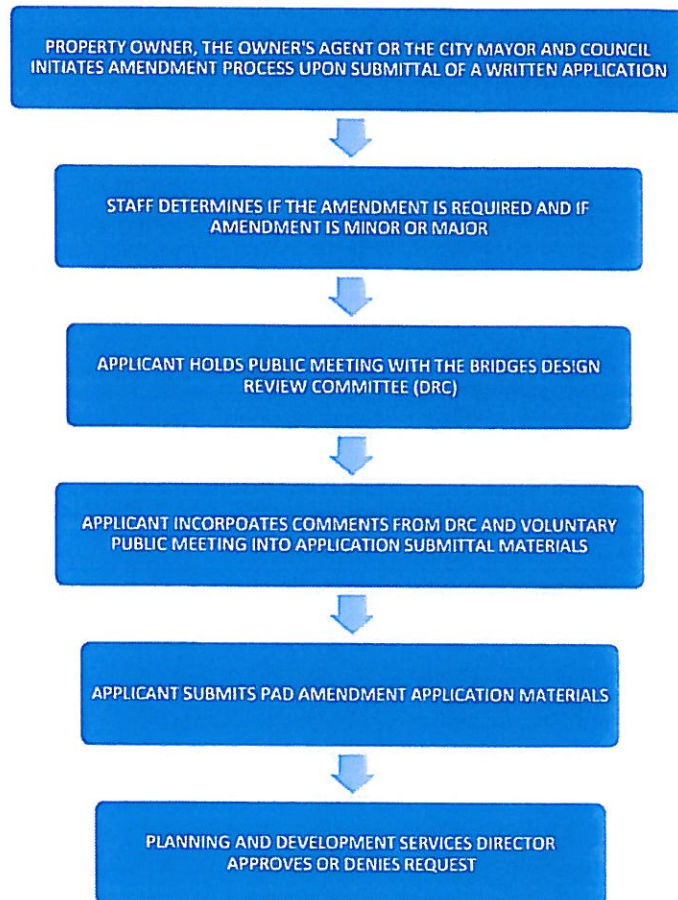 PROPERTY OWNER, THE OWNER'S AGENT OR THE CITY MAYOR AND COUNCIL
INITIATES AMENDMENT PROCESS UPON SUBMITTAL OF A WRITTEN APPLICATION
STAFF DETERMINES IF THE AMENDMENT IS REQUIRED AND IF
AMENDMENT IS MINOR OR MAJOR
APPLICANT HOLDS PUBLIC MEETING WITH THE BRIDGES DESIGN
REVIEW COMMITTEE (DRC)
APPLICANT INCORPOATES COMMENTS FROM DRC AND VOLUNTARY
PUBLIC MEETING INTO APPLICATION SUBMITTAL MATERIALS
APPLICANT SUBMITS PAD AMENDMENT APPLICATION MATERIALS
PLANNING AND DEVELOPMENT SERVICES DIRECTOR
APPROVES OR DENIES REQUEST